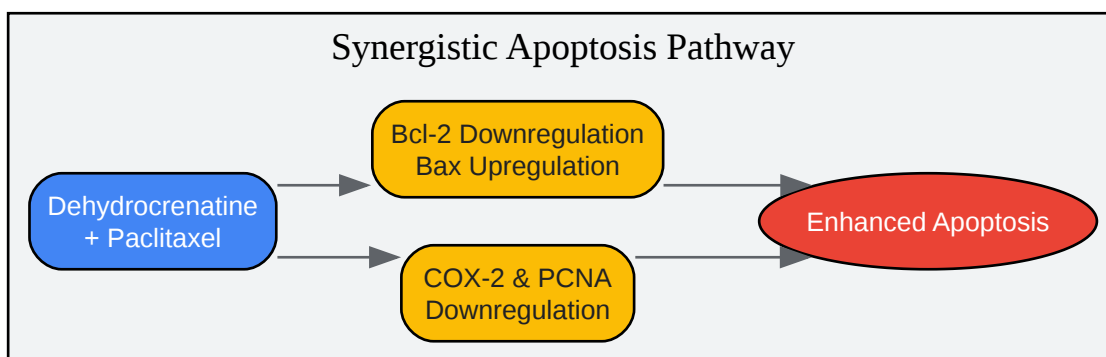 Synergistic Apoptosis Pathway
Bcl-2 Downregulation
Bax Upregulation
Dehydrocrenatine
+ Paclitaxel
Enhanced Apoptosis
COX-2 & PCNA
Downregulation